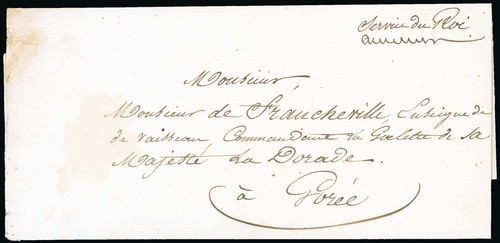 Service du Roi
Monsieur,
Monsieur de Francheville, Enseigne de
de vaisseau, Commandant la Goelette de sa
Majesté La Dorade.
à Gorée